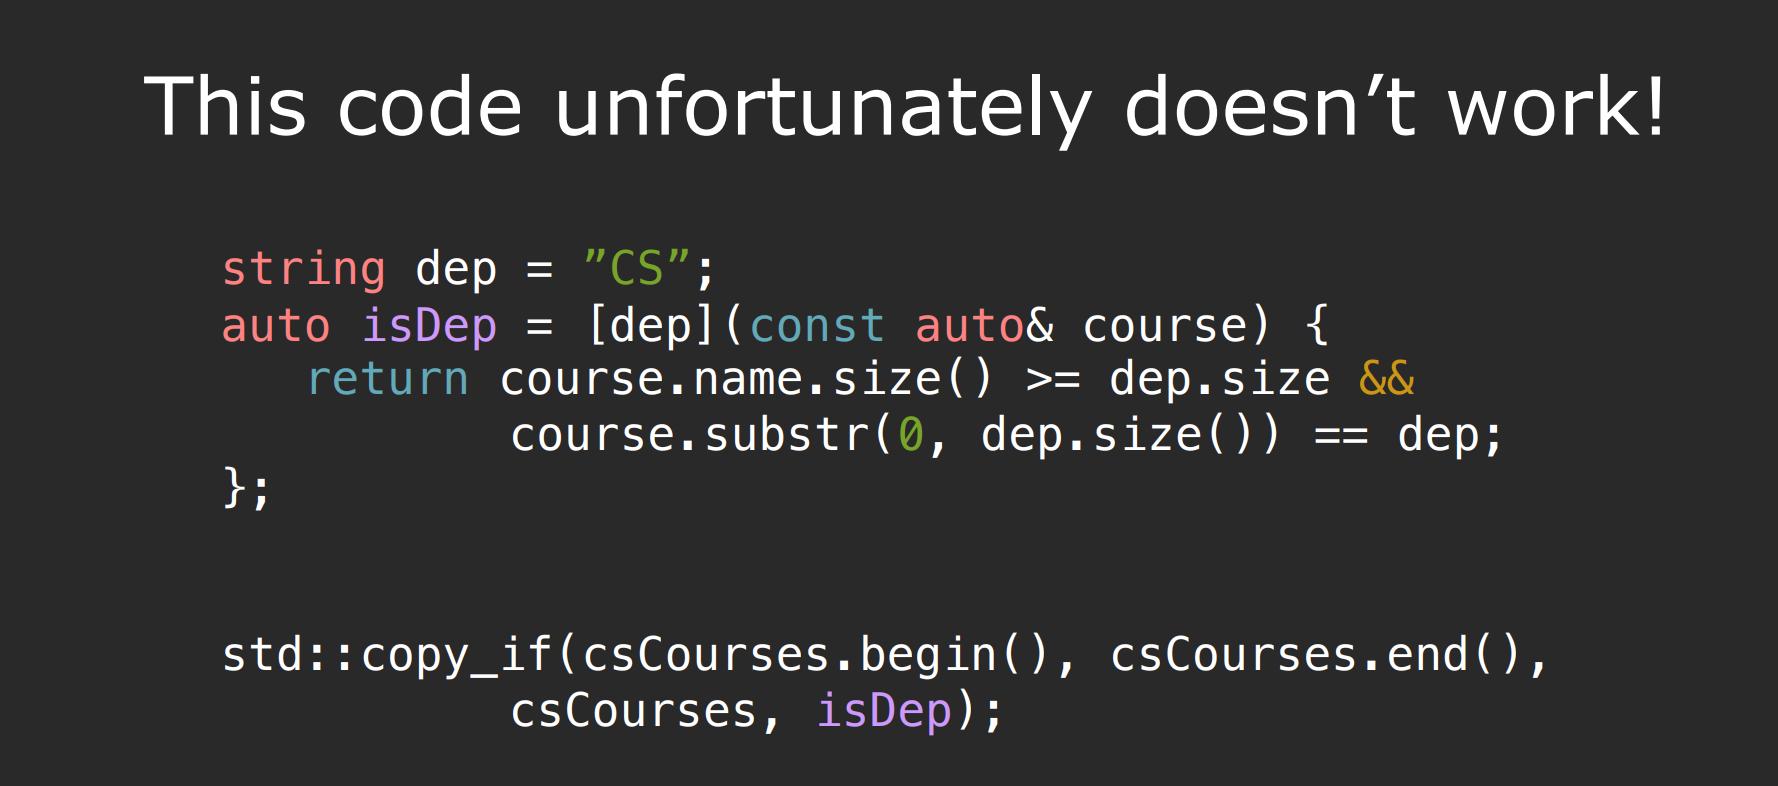 This code unfortunately doesn’t work!
string dep = ”CS”;
auto isDep = [dep](const auto& course) {
return course.name.size() >= dep.size &&
course.substr(0, dep.size()) == dep;
};
std::copy_if(csCourses.begin(), csCourses.end(),
csCourses, isDep);